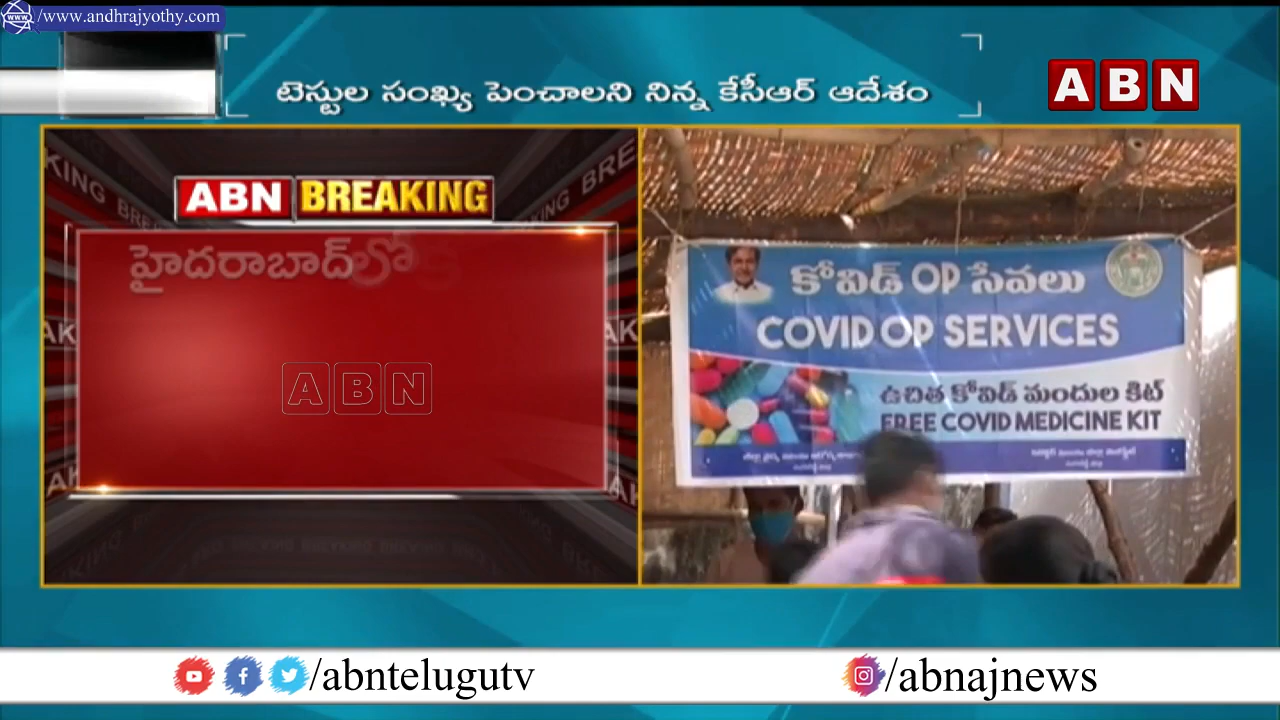 /www.andhrajyothy.com
టెస్టుల సంఖ్య పెంచాలని నిన్న కేసీఆర్ ఆదేశం
ABN
ABN BREAKING
హైదరాబాద్‌లో
ABN
కోవిడ్ OP సేవలు
COVID OP SERVICES
ఉచిత కోవిడ్ మందుల కిట్
FREE COVID MEDICINE KIT
/abntelugutv
/abnajnews